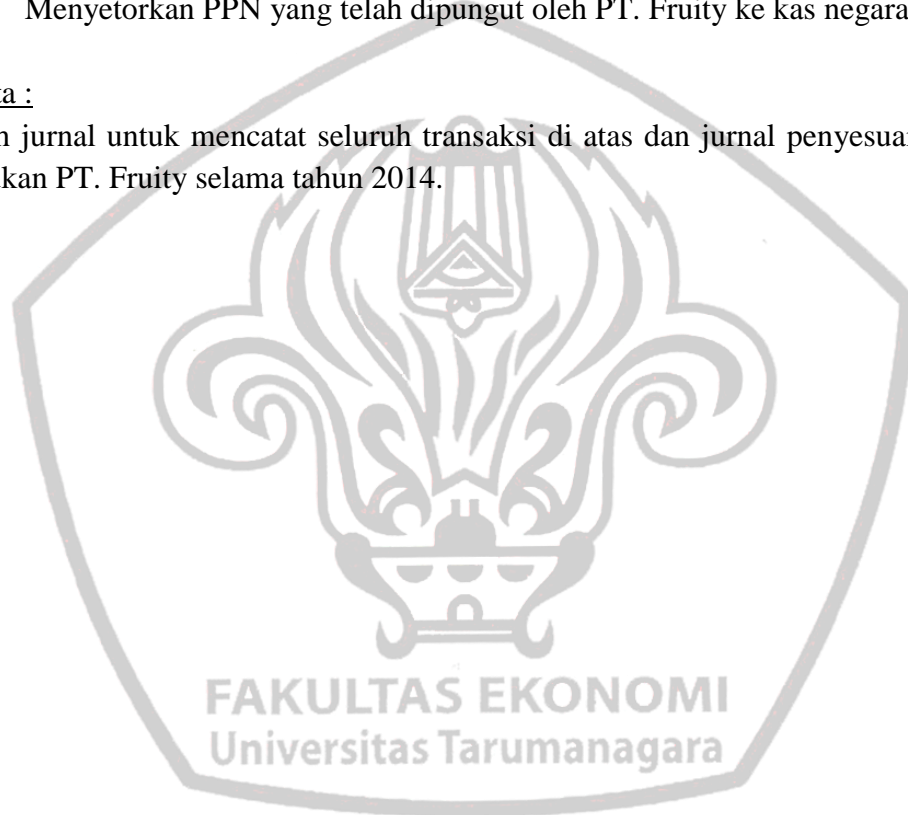 Menyetorkan PPN yang telah dipungut oleh PT. Fruity ke kas negara
ta :
n jurnal untuk mencatat seluruh transaksi di atas dan jurnal penyesuai
kan PT. Fruity selama tahun 2014.
FAKULTAS EKONOMI
Universitas Tarumanagara